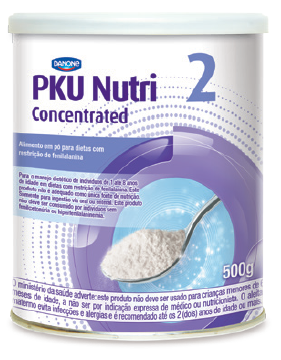 DANONE
PKU Nutri 2
Concentrated
Alimento em pó para dietas com
restrição de fenilalanina
Para o manejo dietético de indivíduos de 1 até 8 anos
de idade em dietas com restrição de fenilalanina. Este
produto não é adequado como única fonte de nutrição.
Somente para ingestão via oral ou enteral. Este produto
não deve ser consumido por indivíduos sem
fenilcetonúria ou hiperfenilalaninemia.
500g
O ministério da saúde adverte: este produto não deve ser usado para crianças menores de
meses de idade, a não ser por indicação expressa de médico ou nutricionista. O
materno evita infecções e alergias e é recomendado até os 2 (dois) anos de idade ou mais.